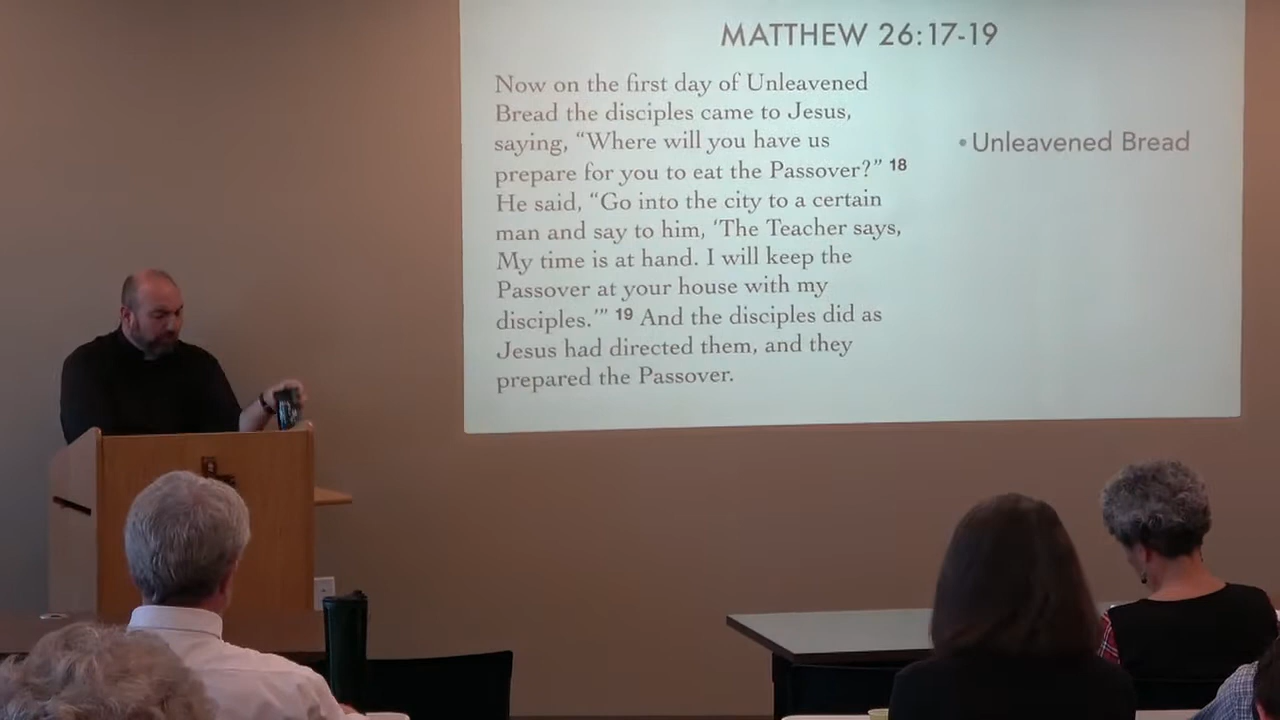 MATTHEW 26:17-19
Now on the first day of Unleavened
Bread the disciples came to Jesus,
saying, “Where will you have us
prepare for you to eat the Passover?” 18
He said, “Go into the city to a certain
man and say to him, ‘The Teacher says,
My time is at hand. I will keep the
Passover at your house with my
disciples.’” 19 And the disciples did as
Jesus had directed them, and they
prepared the Passover.
• Unleavened Bread